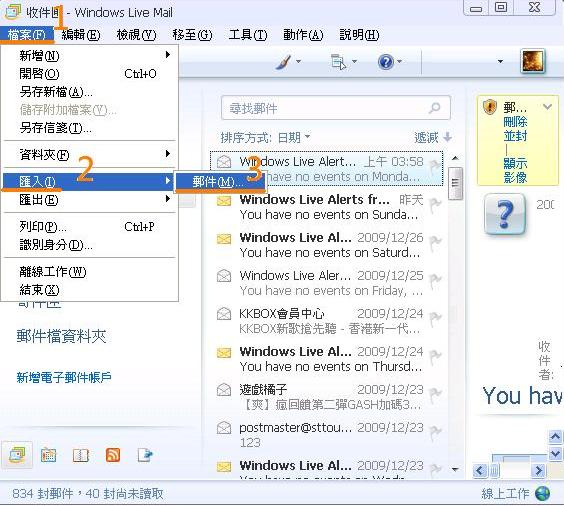 收件匣 - Windows Live Mail
1
檔案(F) 編輯(E) 檢視(V) 移至(G) 工具(T) 動作(A) 說明(H)
新增(N)
開啓(O) Ctrl+O
另存新檔(A)...
儲存附加檔案(V)...
另存信箋(T)...
資料夾(F)
匯入(I) 2
郵件(M)... 3
匯出(E)
列印(P)... Ctrl+P
識別身分(D)...
離線工作(W)
結束(X)
寄件匣
郵件檔資料夾
新增電子郵件帳戶
尋找郵件
排序方式: 日期 遞減
Windows Live Alert... 上午 03:58
You have no events on Monda...
Windows Live Alerts fr... 昨天
You have no events on Sunda...
Windows Live Al... 2009/12/26
You have no events on Saturd...
Windows Live Aler... 2009/12/25
You have no events on Friday, ...
KKBOX會員中心 2009/12/24
KKBOX新歌搶先聽 - 香港新一代...
Windows Live Al... 2009/12/24
You have no events on Thursd...
遊戲橘子 2009/12/23
【爽】瘋回饋第二彈GASH加碼3...
postmaster@sttou... 2009/12/23
123
Windows Live Al... 2009/12/23
You have no events on Wedn...
郵...
刪除
並封
|
顯示
影像
200
收
件
者:
You hav
834 封郵件，40 封尚未讀取
線上工作